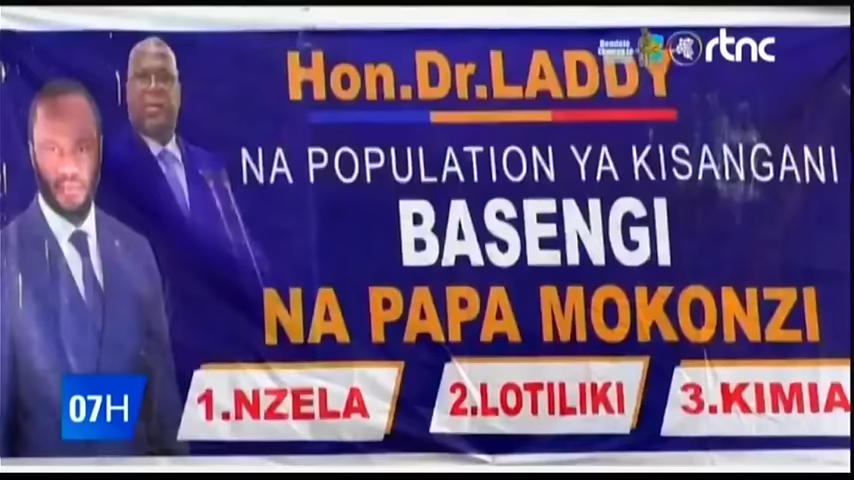 rtnc
Hon.Dr.LADDY
NA POPULATION YA KISANGANI
BASENGI
NA PAPA MOKONZI
1.NZELA
2.LOTILIKI
3.KIMIA
07H